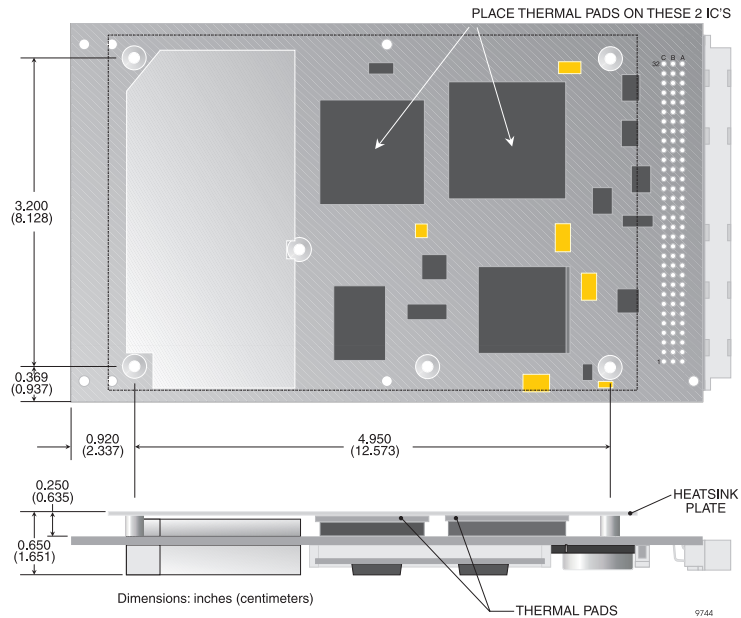 PLACE THERMAL PADS ON THESE 2 IC'S
C B A
32
3.200
(8.128)
1
0.369
(0.937)
0.920
(2.337)
4.950
(12.573)
0.250
(0.635)
HEATSINK
PLATE
0.650
(1.651)
Dimensions: inches (centimeters)
THERMAL PADS
9744